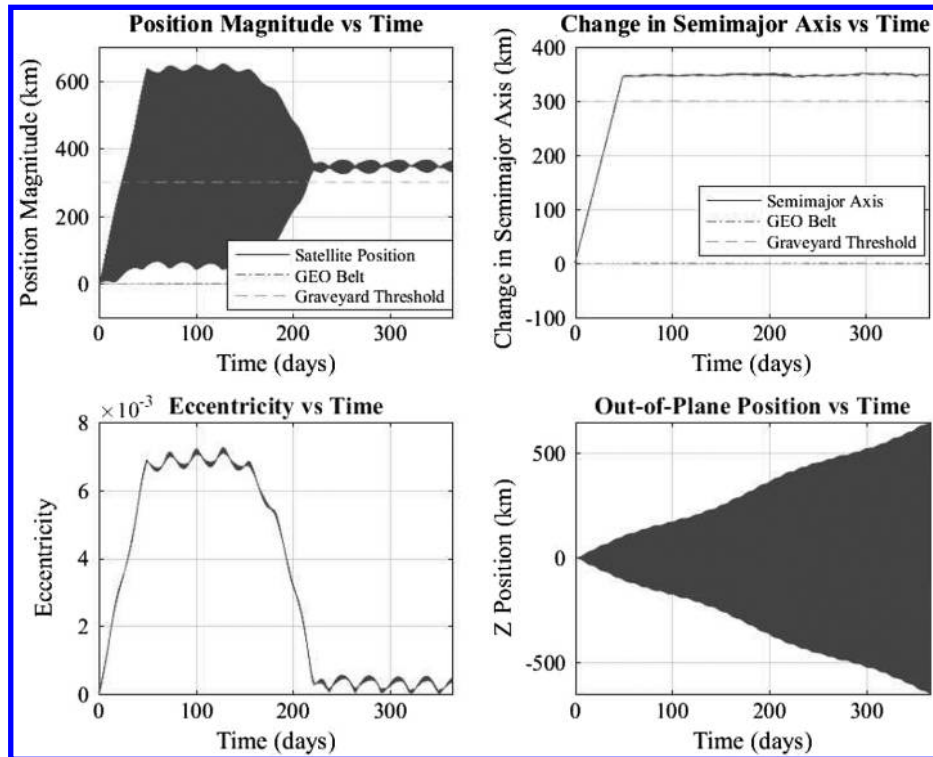 Position Magnitude vs Time
Position Magnitude (km)
600
400
200
0
Satellite Position
GEO Belt
Graveyard Threshold
0
100
200
300
Time (days)
Change in Semimajor Axis vs Time
Change in Semimajor Axis (km)
400
300
200
100
0
-100
Semimajor Axis
GEO Belt
Graveyard Threshold
0
100
200
300
Time (days)
×10⁻³
Eccentricity vs Time
Eccentricity
8
6
4
2
0
0
100
200
300
Time (days)
Out-of-Plane Position vs Time
Z Position (km)
500
0
-500
0
100
200
300
Time (days)